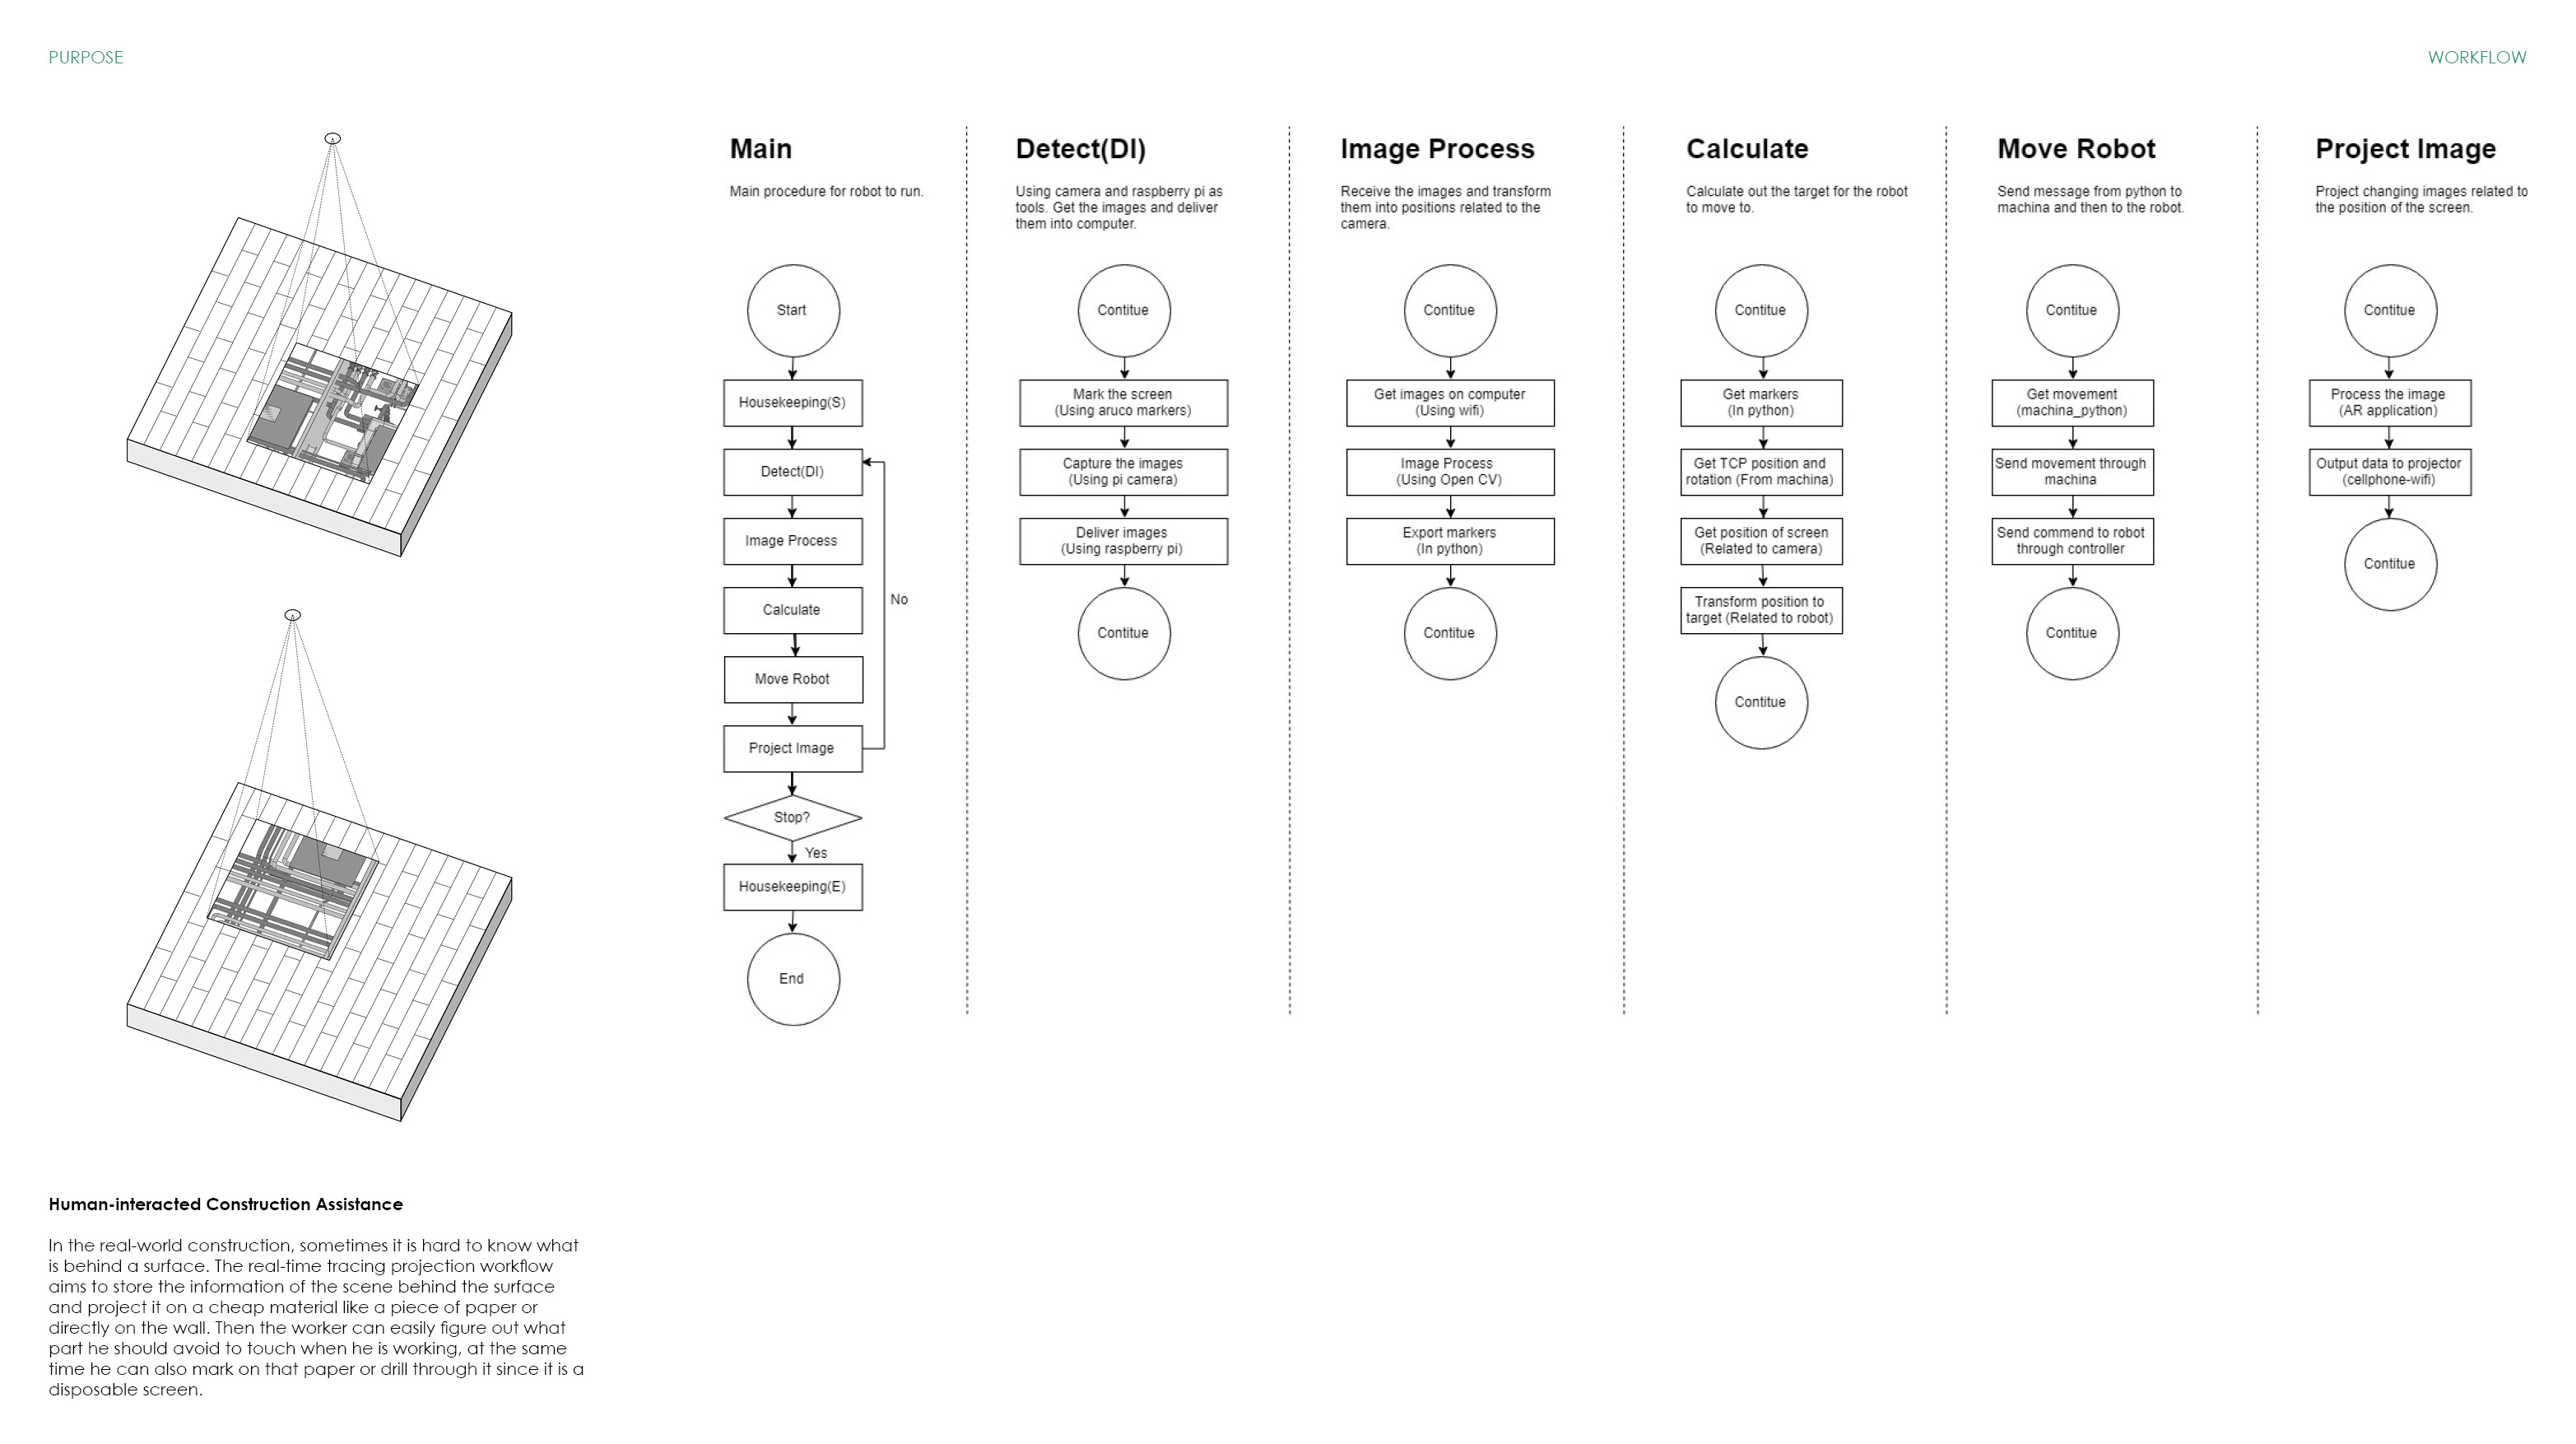 PURPOSE
WORKFLOW
Main
Main procedure for robot to run.
Start
Housekeeping(S)
Detect(DI)
Image Process
Calculate
No
Move Robot
Project Image
Stop?
Yes
Housekeeping(E)
End
Detect(DI)
Using camera and raspberry pi as
tools. Get the images and deliver
them into computer.
Contitue
Mark the screen
(Using aruco markers)
Capture the images
(Using pi camera)
Deliver images
(Using raspberry pi)
Contitue
Image Process
Receive the images and transform
them into positions related to the
camera.
Contitue
Get images on computer
(Using wifi)
Image Process
(Using Open CV)
Export markers
(In python)
Contitue
Calculate
Calculate out the target for the robot
to move to.
Contitue
Get markers
(In python)
Get TCP position and
rotation (From machina)
Get position of screen
(Related to camera)
Transform position to
target (Related to robot)
Contitue
Move Robot
Send message from python to
machina and then to the robot.
Contitue
Get movement
(machina_python)
Send movement through
machina
Send commend to robot
through controller
Contitue
Project Image
Project changing images related to
the position of the screen.
Contitue
Process the image
(AR application)
Output data to projector
(cellphone-wifi)
Contitue
Human-interacted Construction Assistance
In the real-world construction, sometimes it is hard to know what
is behind a surface. The real-time tracing projection workflow
aims to store the information of the scene behind the surface
and project it on a cheap material like a piece of paper or
directly on the wall. Then the worker can easily figure out what
part he should avoid to touch when he is working, at the same
time he can also mark on that paper or drill through it since it is a
disposable screen.